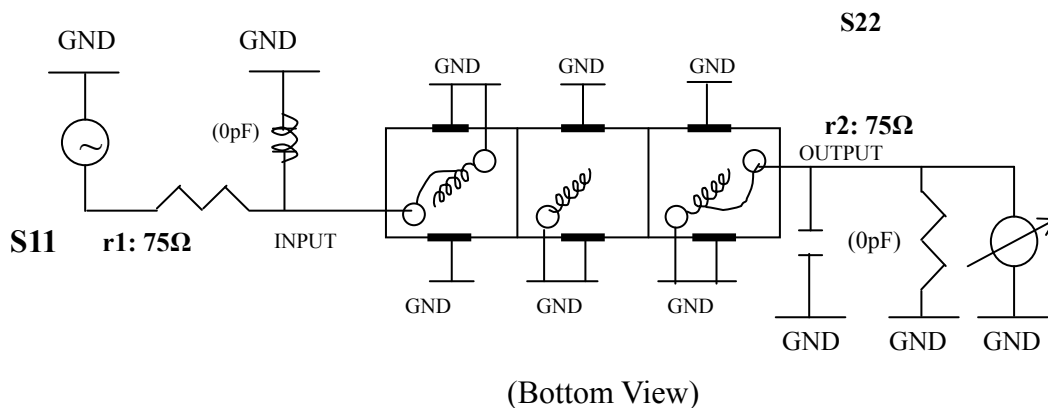 S22
GND
GND
GND
GND
GND
(0pF)
r2: 75Ω
OUTPUT
S11
r1: 75Ω
INPUT
(0pF)
GND
GND
GND
GND
GND
GND
(Bottom View)